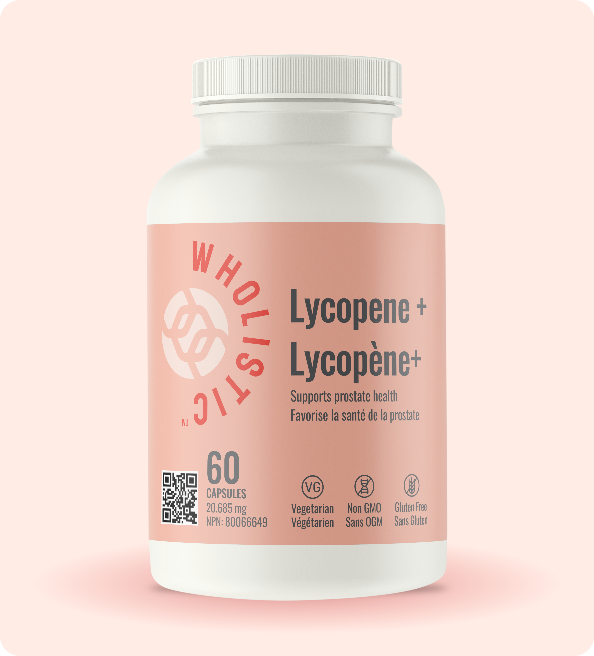 WHOLISTIC
Lycopene +
Lycopène+
Supports prostate health
Favorise la santé de la prostate
60
CAPSULES
20.685 mg
NPN: 80066649
VG
Vegetarian
Végétarien
Non GMO
Sans OGM
Gluten Free
Sans Gluten